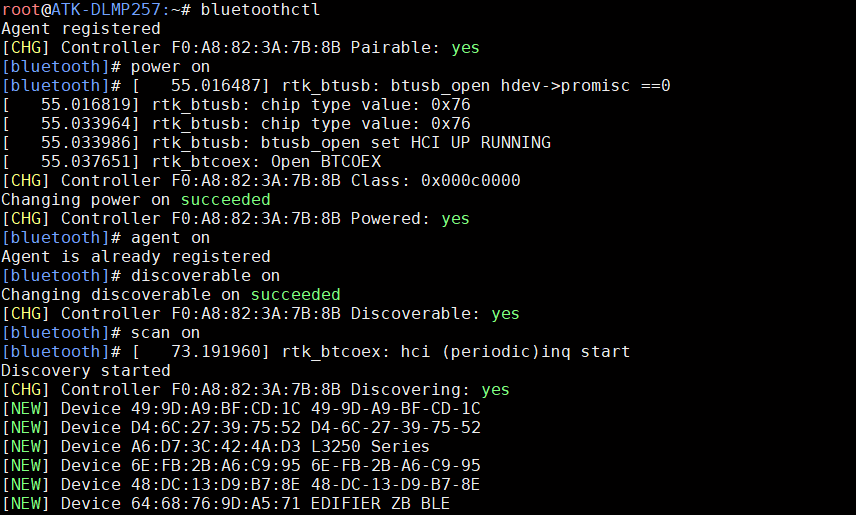 root@ATK-DLMP257:~# bluetoothctl
Agent registered
[CHG] Controller F0:A8:82:3A:7B:8B Pairable: yes
[bluetooth]# power on
[bluetooth]# [   55.016487] rtk_btusb: btusb_open hdev->promisc ==0
[   55.016819] rtk_btusb: chip type value: 0x76
[   55.033964] rtk_btusb: chip type value: 0x76
[   55.033986] rtk_btusb: btusb_open set HCI UP RUNNING
[   55.037651] rtk_btcoex: Open BTCOEX
[CHG] Controller F0:A8:82:3A:7B:8B Class: 0x000c0000
Changing power on succeeded
[CHG] Controller F0:A8:82:3A:7B:8B Powered: yes
[bluetooth]# agent on
Agent is already registered
[bluetooth]# discoverable on
Changing discoverable on succeeded
[CHG] Controller F0:A8:82:3A:7B:8B Discoverable: yes
[bluetooth]# scan on
[bluetooth]# [   73.191960] rtk_btcoex: hci (periodic)inq start
Discovery started
[CHG] Controller F0:A8:82:3A:7B:8B Discovering: yes
[NEW] Device 49:9D:A9:BF:CD:1C 49-9D-A9-BF-CD-1C
[NEW] Device D4:6C:27:39:75:52 D4-6C-27-39-75-52
[NEW] Device A6:D7:3C:42:4A:D3 L3250 Series
[NEW] Device 6E:FB:2B:A6:C9:95 6E-FB-2B-A6-C9-95
[NEW] Device 48:DC:13:D9:B7:8E 48-DC-13-D9-B7-8E
[NEW] Device 64:68:76:9D:A5:71 EDIFIER ZB BLE